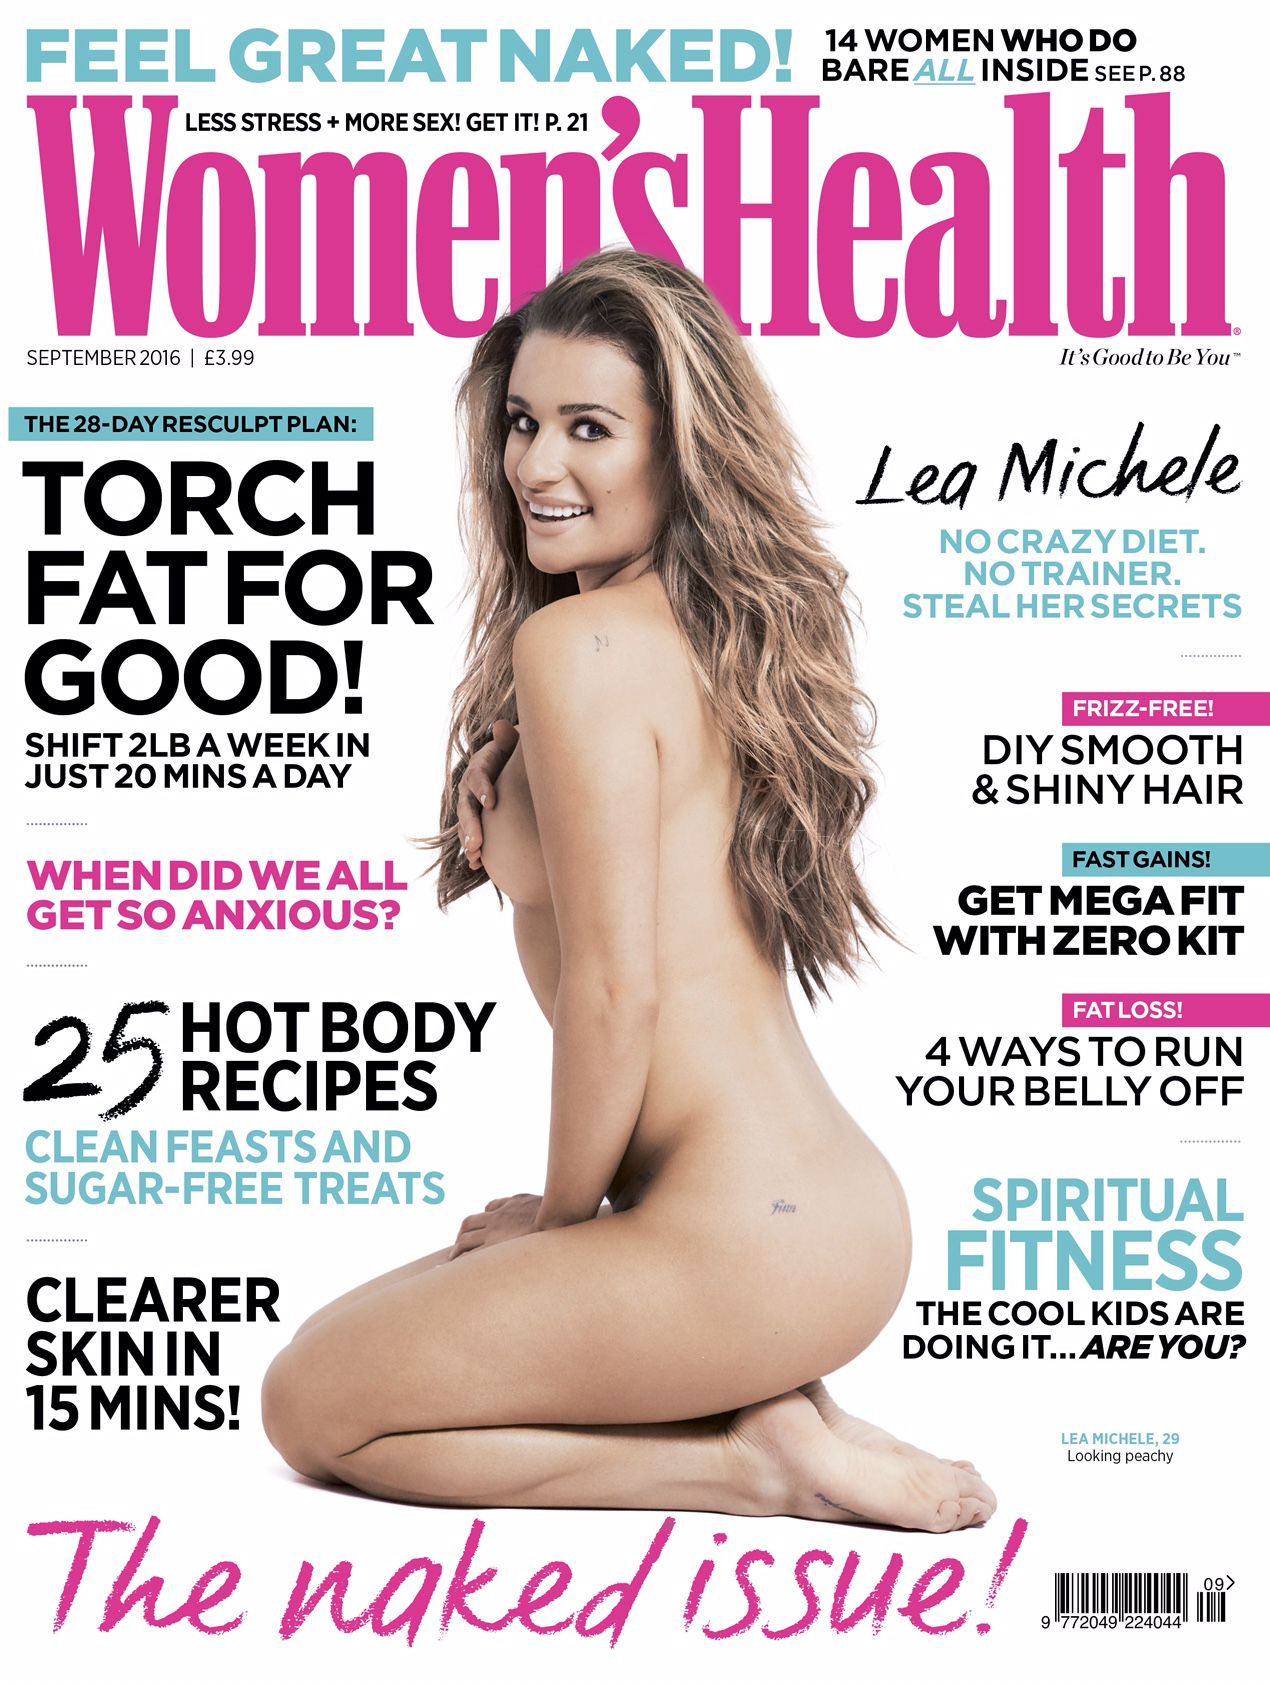 FEEL GREAT NAKED!
14 WOMEN WHO DO
BARE ALL INSIDE SEE P. 88
LESS STRESS + MORE SEX! GET IT! P. 21
Women's Health®
SEPTEMBER 2016 | £3.99
It's Good to Be You™
THE 28-DAY RESCULPT PLAN:
TORCH
FAT FOR
GOOD!
SHIFT 2LB A WEEK IN
JUST 20 MINS A DAY
WHEN DID WE ALL
GET SO ANXIOUS?
25 HOT BODY
RECIPES
CLEAN FEASTS AND
SUGAR-FREE TREATS
CLEARER
SKIN IN
15 MINS!
Lea Michele
NO CRAZY DIET.
NO TRAINER.
STEAL HER SECRETS
FRIZZ-FREE!
DIY SMOOTH
& SHINY HAIR
FAST GAINS!
GET MEGA FIT
WITH ZERO KIT
FAT LOSS!
4 WAYS TO RUN
YOUR BELLY OFF
SPIRITUAL
FITNESS
THE COOL KIDS ARE
DOING IT... ARE YOU?
LEA MICHELE, 29
Looking peachy
N
Finn
The naked issue!
09>
9 772049 224044